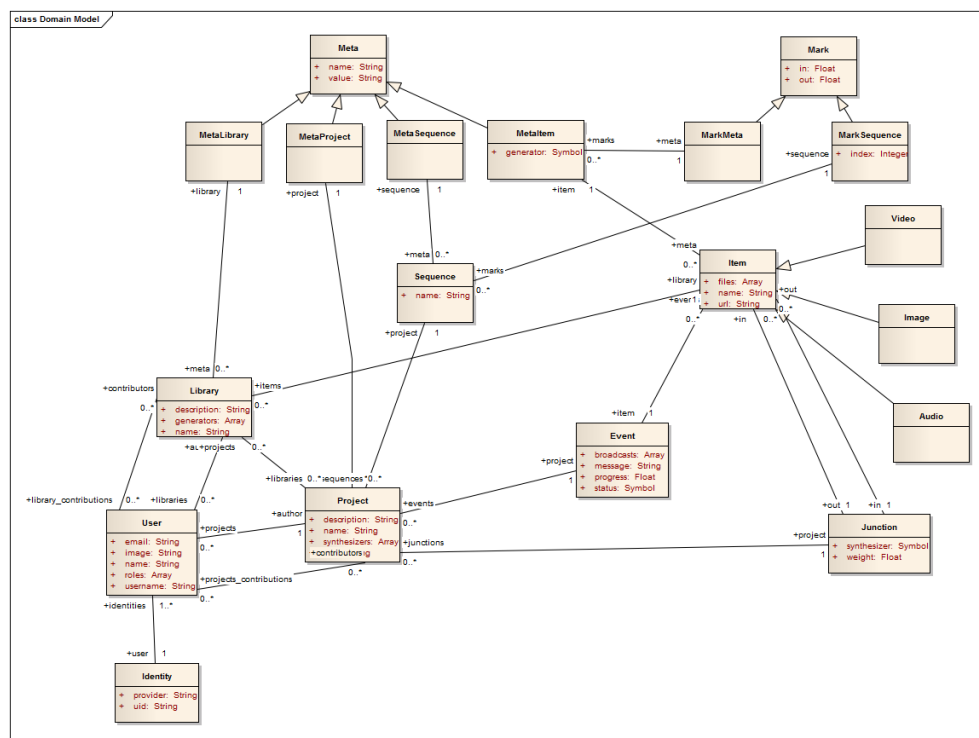 class Domain Model
Meta
+ name: String
+ value: String
Mark
+ in: Float
+ out: Float
MetaLibrary
MetaProject
MetaSequence
MetaItem
+ generator: Symbol
MarkMeta
MarkSequence
+ index: Integer
+library 1
+project 1
+sequence 1
+marks
0..*
+meta
1
+sequence
1
+item 1
Video
Image
Audio
+meta 0..*
+meta
0..*
Sequence
+ name: String
+marks
0..*
+project 1
Item
+ files: Array
+ name: String
+ url: String
+library
1
+out
0..*
+in 0..*
0..*
+contributors
0..*
+meta 0..*
+items
0..*
Library
+ description: String
+ generators: Array
+ name: String
+projects
0..*
+item 1
Event
+ broadcasts: Array
+ message: String
+ progress: Float
+ status: Symbol
+project
1
+library_contributions
0..*
+libraries 0..*
+libraries 0..*
0..*
User
+ email: String
+ image: String
+ name: String
+ roles: Array
+ username: String
+projects
0..*
+author
1
Project
+ description: String
+ name: String
+ synthesizers: Array
+contributors
+events
0..*
+junctions
0..*
+projects_contributions
0..*
0..*
+out 1
+in 1
+project
1
Junction
+ synthesizer: Symbol
+ weight: Float
+identities 1..*
+user 1
Identity
+ provider: String
+ uid: String